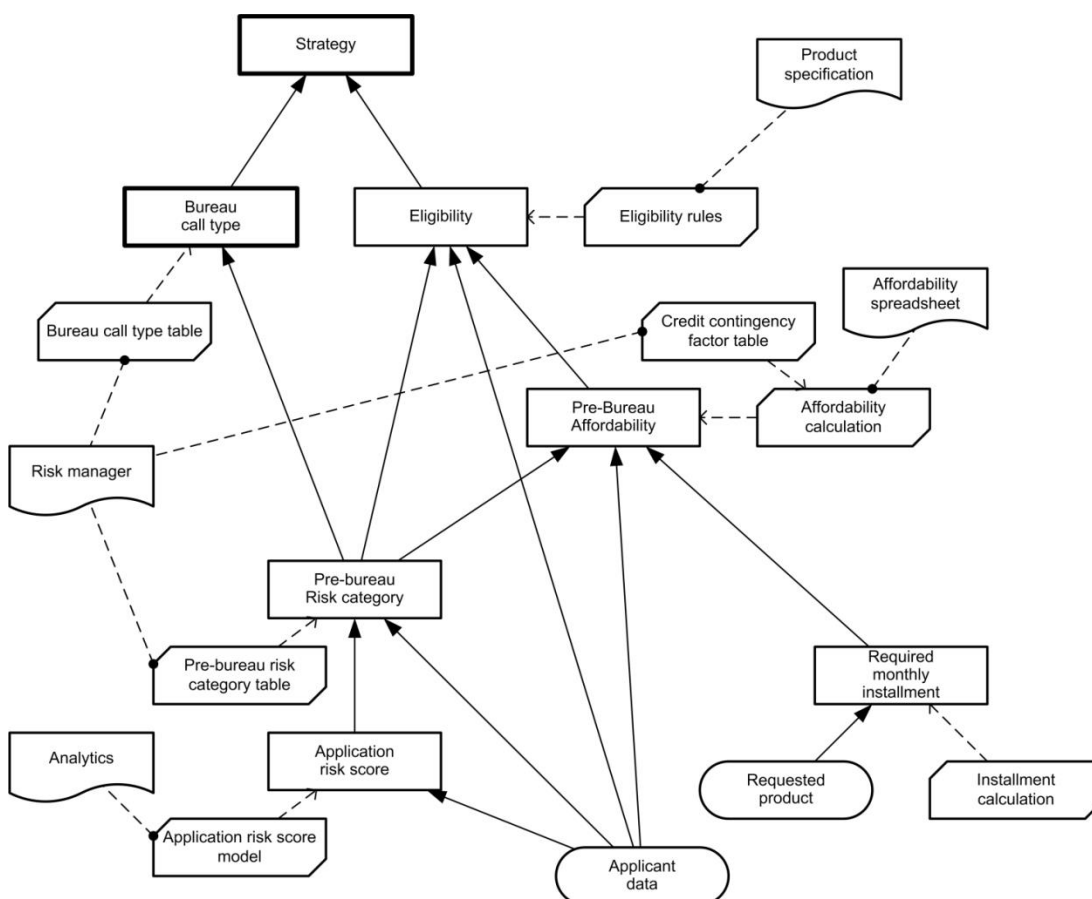 Strategy
Product
specification
Bureau
call type
Eligibility
Eligibility rules
Affordability
spreadsheet
Bureau call type table
Credit contingency
factor table
Pre-Bureau
Affordability
Affordability
calculation
Risk manager
Pre-bureau
Risk category
Pre-bureau risk
category table
Required
monthly
installment
Analytics
Application
risk score
Requested
product
Installment
calculation
Application risk score
model
Applicant
data